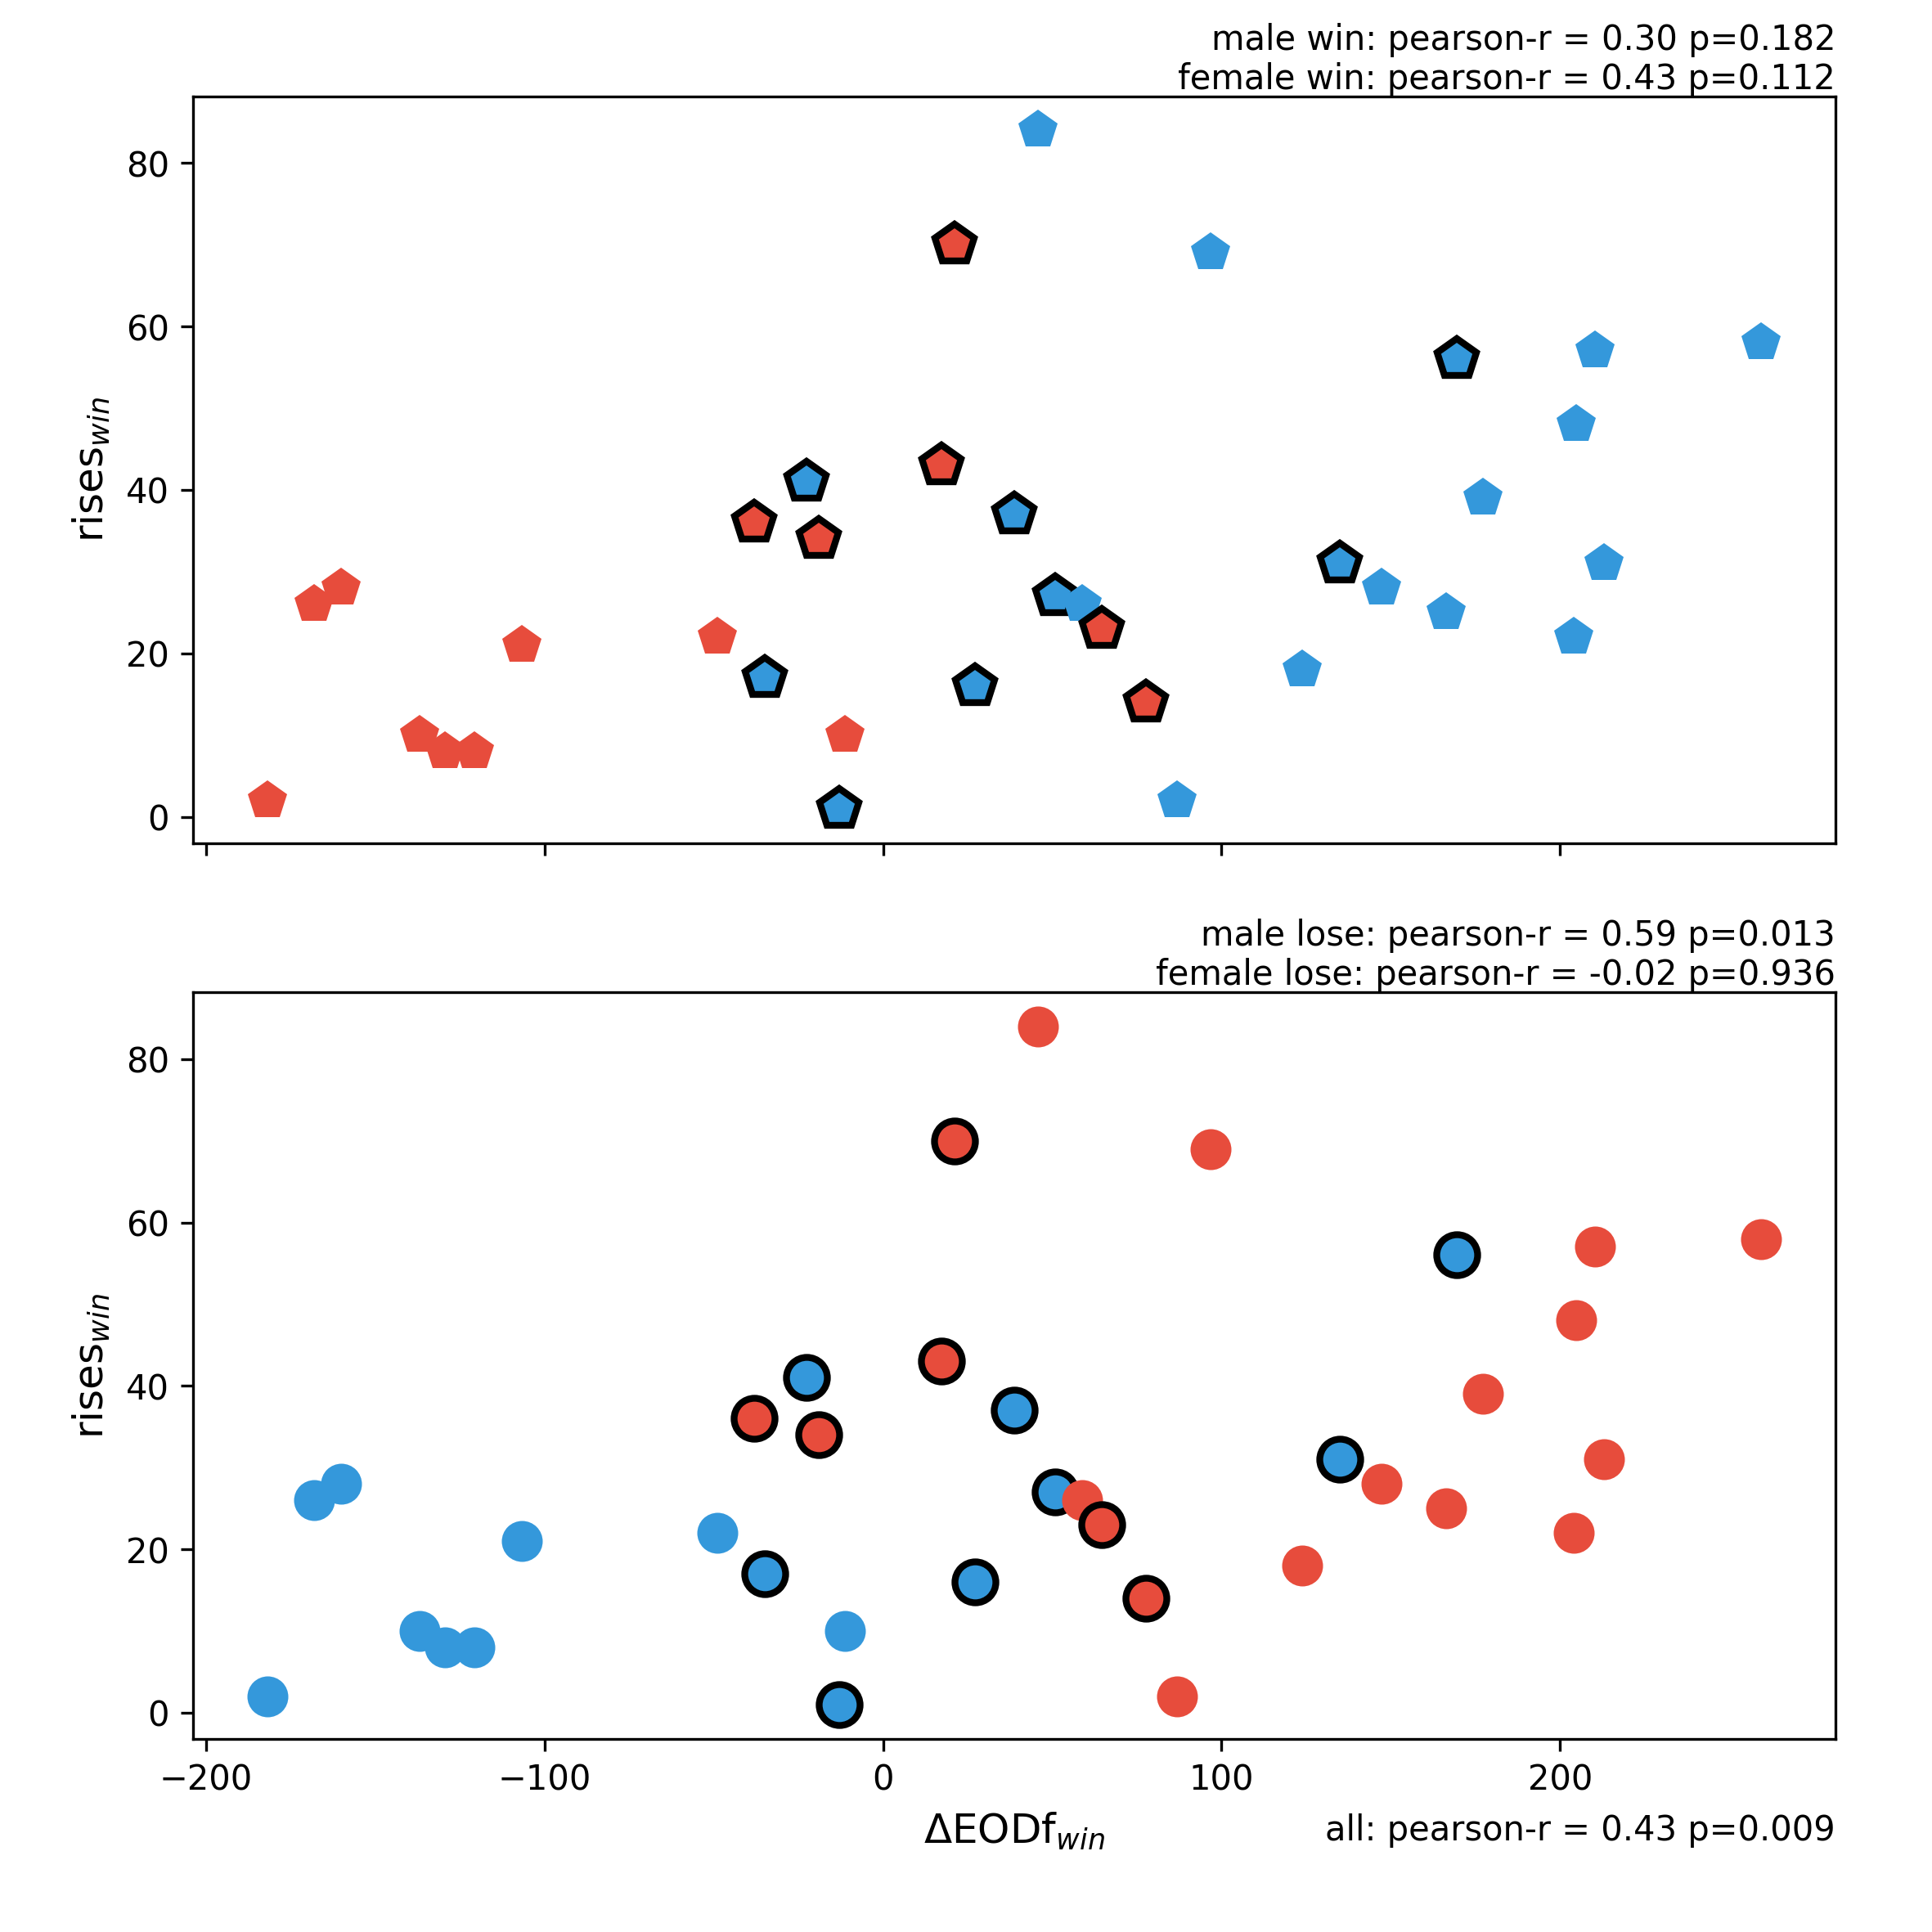 male win: pearson-r = 0.30 p=0.182
female win: pearson-r = 0.43 p=0.112
80
60
40
20
0
rises_win
male lose: pearson-r = 0.59 p=0.013
female lose: pearson-r = -0.02 p=0.936
80
60
40
20
0
rises_win
−200 −100 0 100 200
ΔEODf_win
all: pearson-r = 0.43 p=0.009